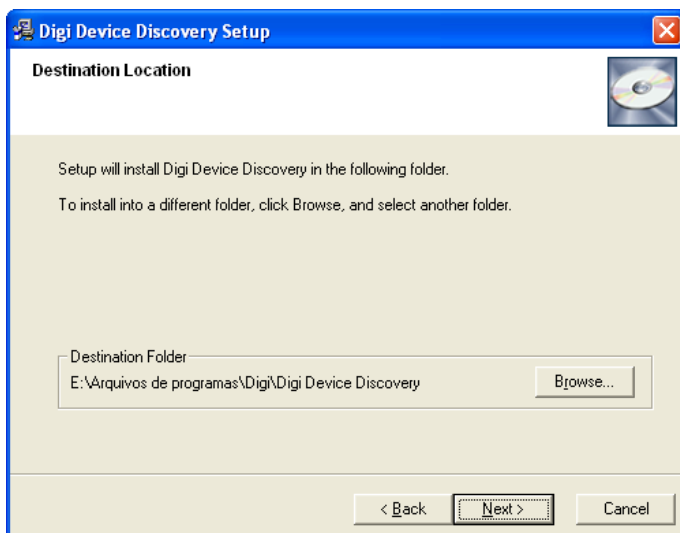 Digi Device Discovery Setup
Destination Location
Setup will install Digi Device Discovery in the following folder.
To install into a different folder, click Browse, and select another folder.
Destination Folder
E:\Arquivos de programas\Digi\Digi Device Discovery
Browse...
< Back
Next >
Cancel